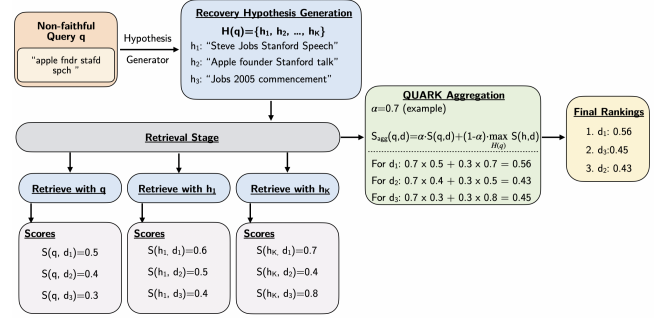 Non-faithful
Query q
"apple fndr stafd
spch "
Hypothesis
Generator
Recovery Hypothesis Generation
H(q)={h₁, h₂, ..., hK}
h₁: "Steve Jobs Stanford Speech"
h₂: "Apple founder Stanford talk"
h₃: "Jobs 2005 commencement"
Retrieval Stage
Retrieve with q
Retrieve with h₁
Retrieve with hK
Scores
S(q, d₁)=0.5
S(q, d₂)=0.4
S(q, d₃)=0.3
Scores
S(h₁, d₁)=0.6
S(h₁, d₂)=0.5
S(h₁, d₃)=0.4
Scores
S(hK, d₁)=0.7
S(hK, d₂)=0.4
S(hK, d₃)=0.8
QUARK Aggregation
α=0.7 (example)
Sagg(q,d)=α·S(q,d)+(1-α)·max S(h,d)
H(q)
For d₁: 0.7 x 0.5 + 0.3 x 0.7 = 0.56
For d₂: 0.7 x 0.4 + 0.3 x 0.5 = 0.43
For d₃: 0.7 x 0.3 + 0.3 x 0.8 = 0.45
Final Rankings
1. d₁: 0.56
2. d₃:0.45
3. d₂: 0.43